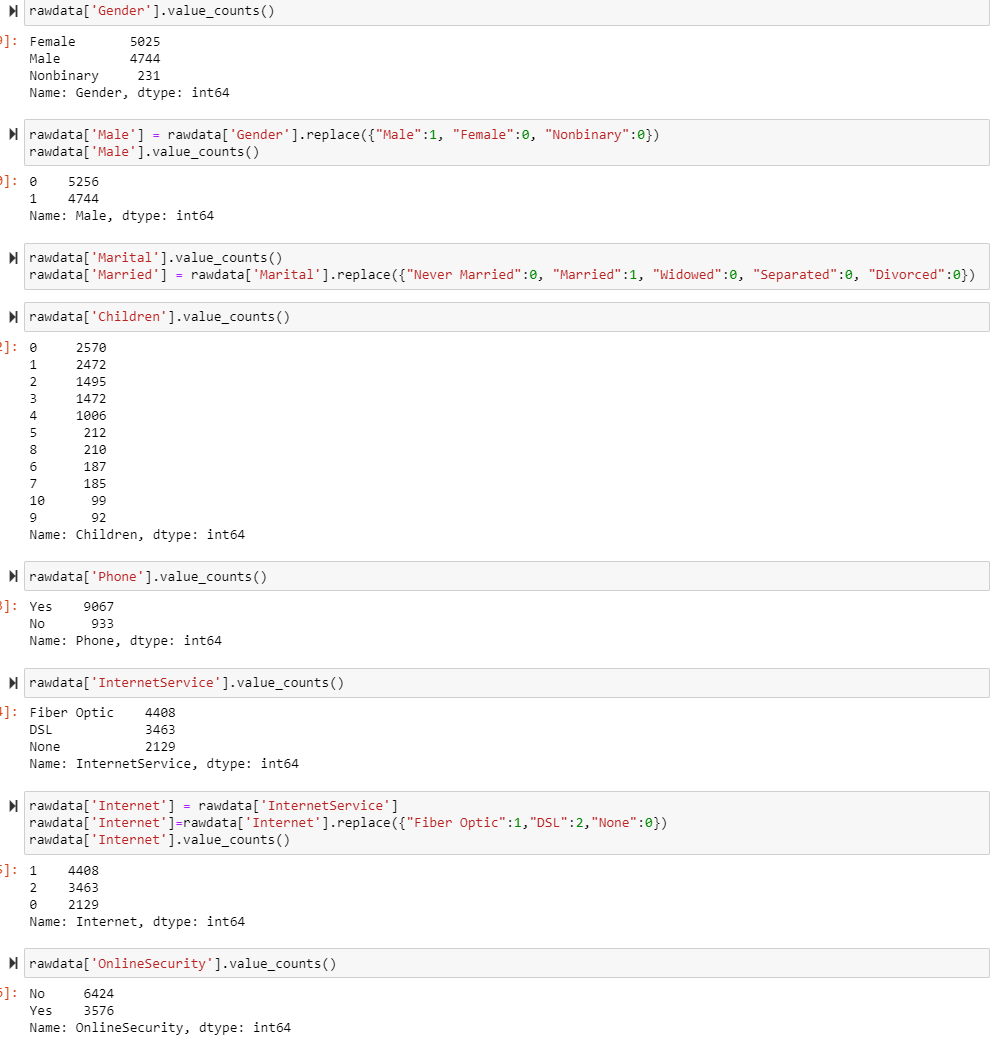 rawdata['Gender'].value_counts()
9]: Female       5025
Male         4744
Nonbinary     231
Name: Gender, dtype: int64
rawdata['Male'] = rawdata['Gender'].replace({"Male":1, "Female":0, "Nonbinary":0})
rawdata['Male'].value_counts()
0]: 0    5256
1    4744
Name: Male, dtype: int64
rawdata['Marital'].value_counts()
rawdata['Married'] = rawdata['Marital'].replace({"Never Married":0, "Married":1, "Widowed":0, "Separated":0, "Divorced":0})
rawdata['Children'].value_counts()
2]: 0     2570
1     2472
2     1495
3     1472
4     1006
5      212
8      210
6      187
7      185
10      99
9       92
Name: Children, dtype: int64
rawdata['Phone'].value_counts()
3]: Yes    9067
No      933
Name: Phone, dtype: int64
rawdata['InternetService'].value_counts()
4]: Fiber Optic    4408
DSL            3463
None           2129
Name: InternetService, dtype: int64
rawdata['Internet'] = rawdata['InternetService']
rawdata['Internet']=rawdata['Internet'].replace({"Fiber Optic":1,"DSL":2,"None":0})
rawdata['Internet'].value_counts()
5]: 1    4408
2    3463
0    2129
Name: Internet, dtype: int64
rawdata['OnlineSecurity'].value_counts()
6]: No     6424
Yes    3576
Name: OnlineSecurity, dtype: int64